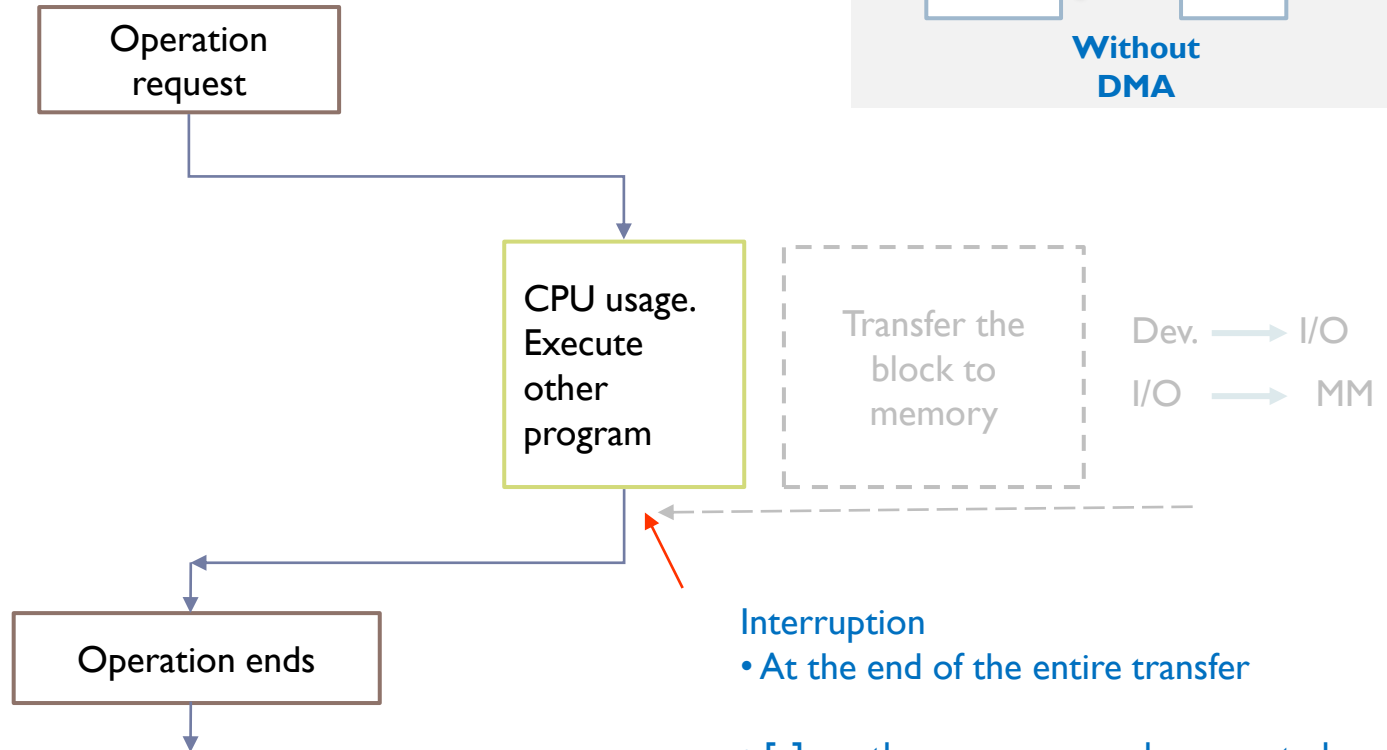 Operation
request
Without
DMA
CPU usage.
Execute
other
program
Transfer the
block to
memory
Dev. I/O
I/O MM
Interruption
• At the end of the entire transfer
Operation ends